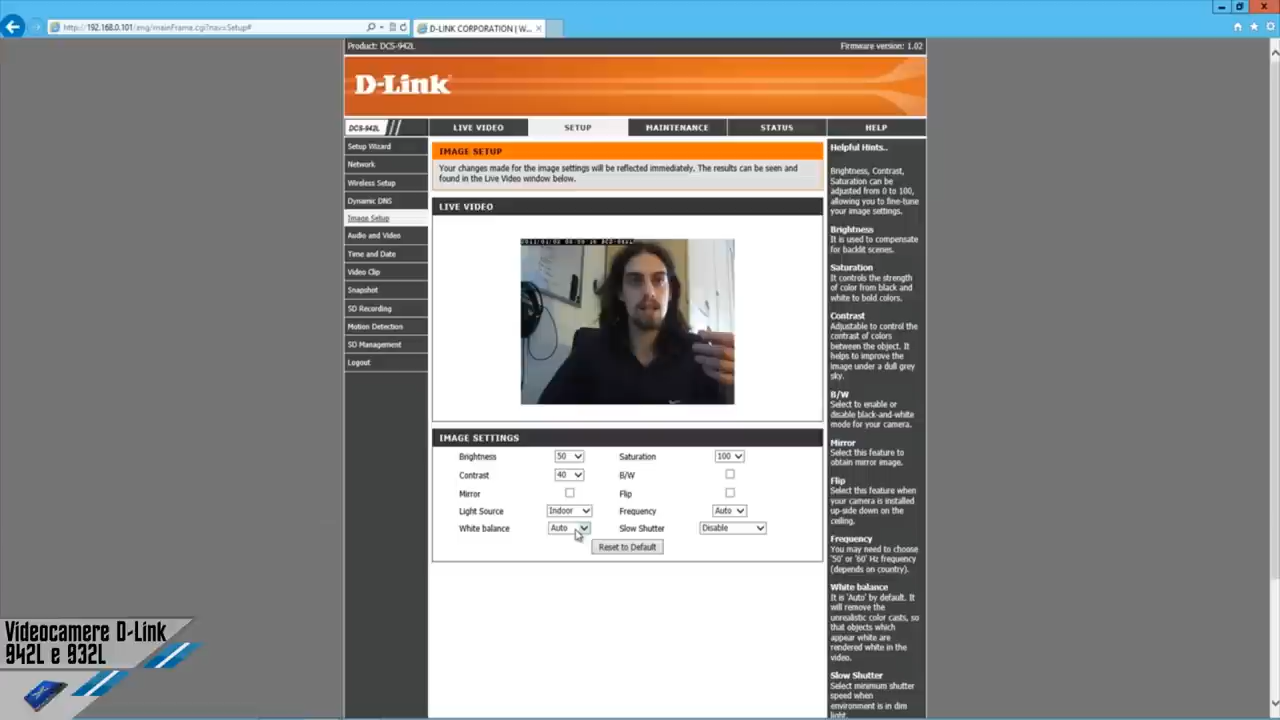 http://192.168.0.101/eng/mainFrame.cgi?nav=Setup#
D-LINK CORPORATION | W...
Product: DCS-942L
Firmware version: 1.02
D-Link
DCS-942L
LIVE VIDEO
SETUP
MAINTENANCE
STATUS
HELP
Setup Wizard
Network
Wireless Setup
Dynamic DNS
Image Setup
Audio and Video
Time and Date
Video Clip
Snapshot
SD Recording
Motion Detection
SD Management
Logout
IMAGE SETUP
Your changes made for the image settings will be reflected immediately. The results can be seen and
found in the Live Video window below.
LIVE VIDEO
IMAGE SETTINGS
Brightness 50 Saturation 100
Contrast 40 B/W
Mirror Flip
Light Source Indoor Frequency Auto
White balance Auto Slow Shutter Disable
Reset to Default
Helpful Hints..
Brightness, Contrast,
Saturation can be
adjusted from 0 to 100,
allowing you to fine-tune
your image settings.
Brightness
It is used to compensate
for backlit scenes.
Saturation
It controls the strength
of color from black and
white to bold colors.
Contrast
Adjustable to control the
contrast of colors
between the object. It
helps to improve the
image under a dull grey
sky.
B/W
Select to enable or
disable black-and-white
mode for your camera.
Mirror
Select this feature to
obtain mirror image.
Flip
Select this feature when
your camera is installed
up-side down on the
ceiling.
Frequency
You may need to choose
'50' or '60' Hz frequency
(depends on country).
White balance
It is 'Auto' by default. It
will remove the
unrealistic color casts, so
that objects which
appear white are
rendered white in the
video.
Slow Shutter
Select minimum shutter
speed when
environment is in dim
light.
Videocamere D-Link
942L e 932L